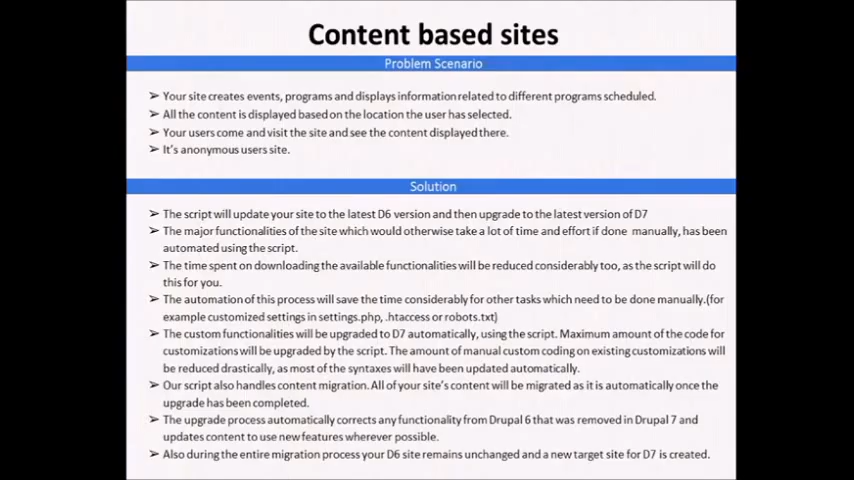 Content based sites
Problem Scenario
➢ Your site creates events, programs and displays information related to different programs scheduled.
➢ All the content is displayed based on the location the user has selected.
➢ Your users come and visit the site and see the content displayed there.
➢ It's anonymous users site.
Solution
➢ The script will update your site to the latest D6 version and then upgrade to the latest version of D7
➢ The major functionalities of the site which would otherwise take a lot of time and effort if done manually, has been
automated using the script.
➢ The time spent on downloading the available functionalities will be reduced considerably too, as the script will do
this for you.
➢ The automation of this process will save the time considerably for other tasks which need to be done manually.(for
example customized settings in settings.php, .htaccess or robots.txt)
➢ The custom functionalities will be upgraded to D7 automatically, using the script. Maximum amount of the code for
customizations will be upgraded by the script. The amount of manual custom coding on existing customizations will
be reduced drastically, as most of the syntaxes will have been updated automatically.
➢ Our script also handles content migration. All of your site's content will be migrated as it is automatically once the
upgrade has been completed.
➢ The upgrade process automatically corrects any functionality from Drupal 6 that was removed in Drupal 7 and
updates content to use new features wherever possible.
➢ Also during the entire migration process your D6 site remains unchanged and a new target site for D7 is created.